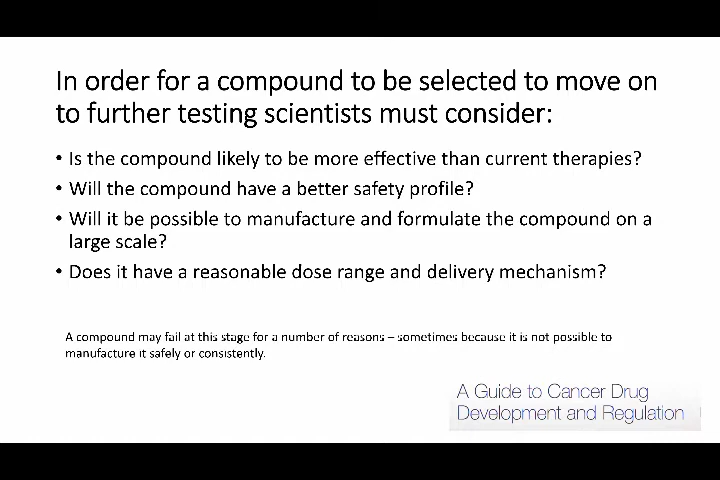 In order for a compound to be selected to move on
to further testing scientists must consider:
• Is the compound likely to be more effective than current therapies?
• Will the compound have a better safety profile?
• Will it be possible to manufacture and formulate the compound on a
large scale?
• Does it have a reasonable dose range and delivery mechanism?
A compound may fail at this stage for a number of reasons – sometimes because it is not possible to
manufacture it safely or consistently.
A Guide to Cancer Drug
Development and Regulation